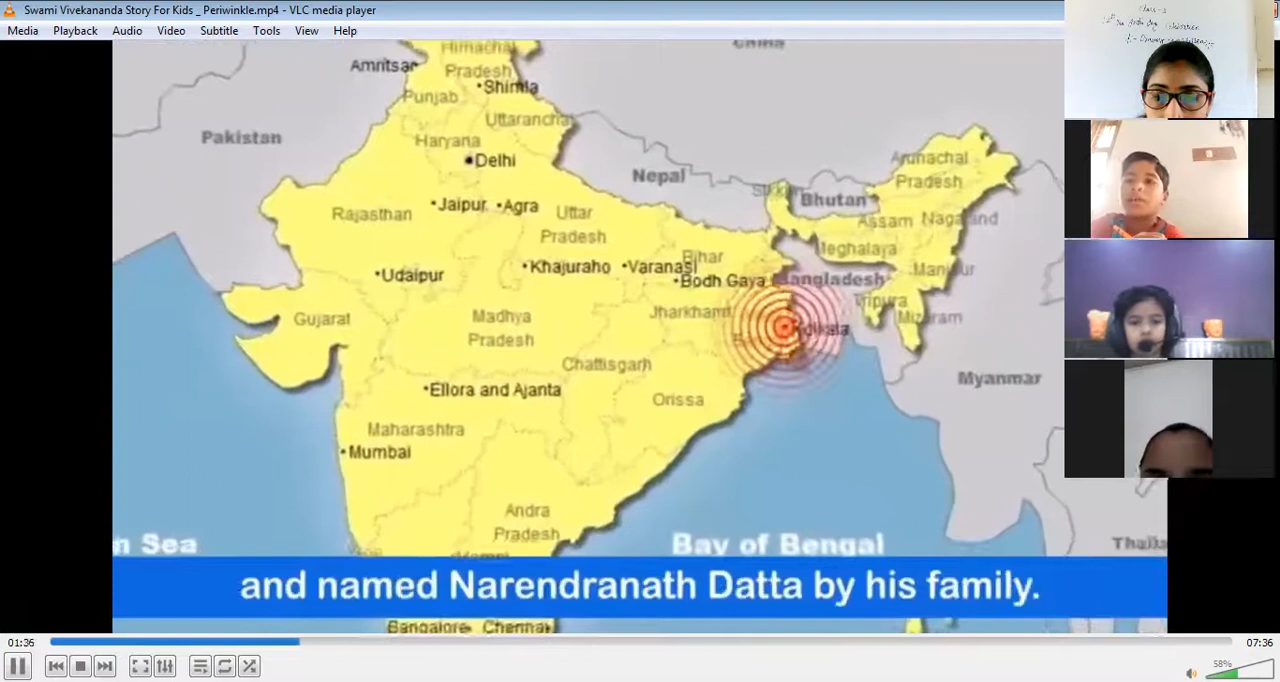 Swami Vivekananda Story For Kids _ Periwinkle.mp4 - VLC media player
Media Playback Audio Video Subtitle Tools View Help
China
Himachal
Pradesh
Amritsar
Shimla
Punjab
Uttaranchal
Pakistan
Haryana
Delhi
Nepal
Arunachal
Pradesh
Bhutan
Rajasthan
Jaipur
Agra
Uttar
Pradesh
Assam
Nagaland
Meghalaya
Bihar
Khajuraho
Varanasi
Udaipur
Bodh Gaya
Bangladesh
Manipur
Tripura
Mizoram
Gujarat
Madhya
Pradesh
Jharkhand
Chattisgarh
Myanmar
Ellora and Ajanta
Orissa
Maharashtra
Mumbai
Andra
Pradesh
n Sea
Bay of Bengal
and named Narendranath Datta by his family.
Bangalore
Chennai
01:36
07:36
58%